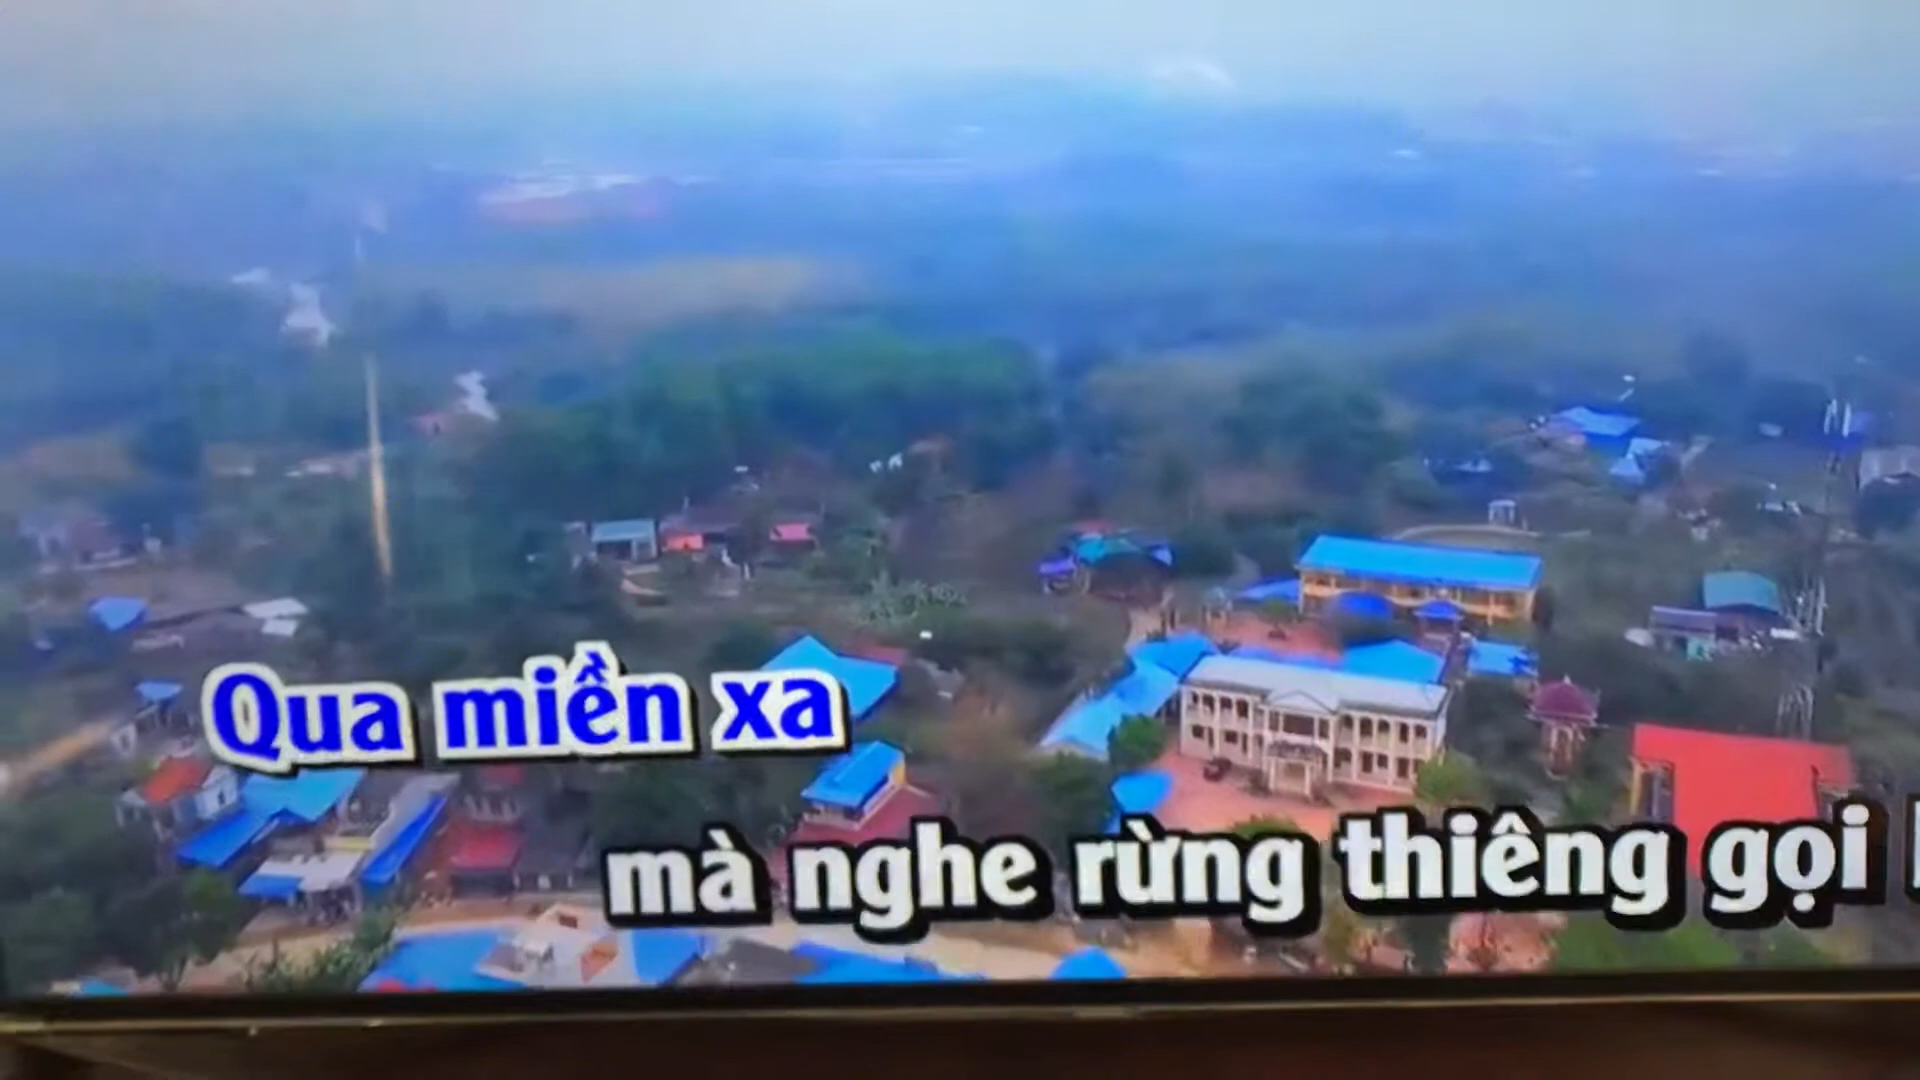 Qua miền xa
mà nghe rừng thiêng gọi